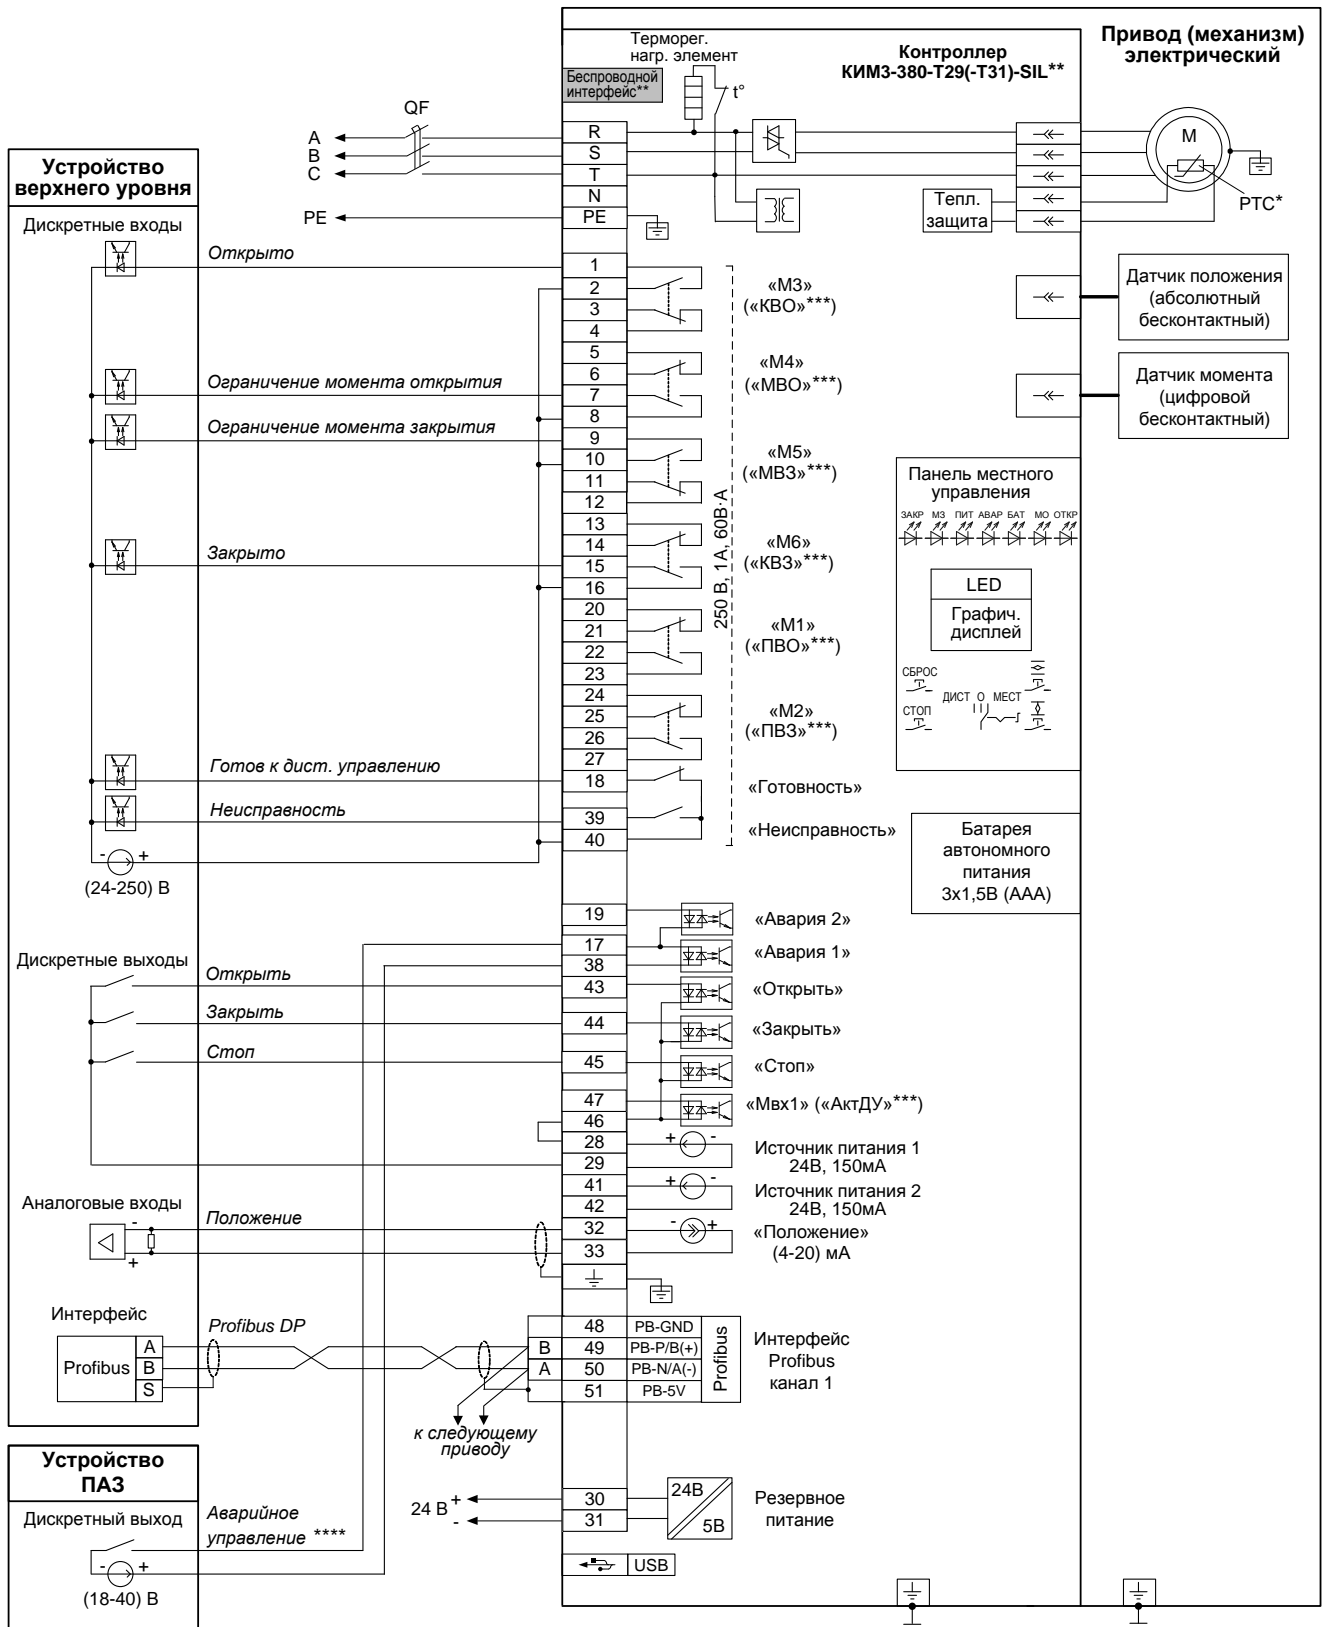 Привод (механизм)
электрический
Контроллер
КИМ3-380-Т29(-Т31)-SIL**
Терморег.
нагр. элемент
Беспроводной
интерфейс**
t°
QF
A
B
C
PE
R
S
T
N
PE
M
PTC*
Тепл.
защита
Устройство
верхнего уровня
Дискретные входы
Открыто
Ограничение момента открытия
Ограничение момента закрытия
Закрыто
Готов к дист. управлению
Неисправность
- +
(24-250) В
1
2
3
4
5
6
7
8
9
10
11
12
13
14
15
16
20
21
22
23
24
25
26
27
18
39
40
«М3»
(«КВО»***)
«М4»
(«МВО»***)
«М5»
(«МВЗ»***)
«М6»
(«КВЗ»***)
«М1»
(«ПВО»***)
«М2»
(«ПВЗ»***)
«Готовность»
«Неисправность»
250 В, 1А, 60В·А
Датчик положения
(абсолютный
бесконтактный)
Датчик момента
(цифровой
бесконтактный)
Панель местного
управления
ЗАКР МЗ ПИТ АВАР БАТ МО ОТКР
LED
Графич.
дисплей
СБРОС
ДИСТ О МЕСТ
СТОП
Батарея
автономного
питания
3х1,5В (ААА)
Дискретные выходы
Открыть
Закрыть
Стоп
19
17
38
43
44
45
47
46
28
29
41
42
32
33
«Авария 2»
«Авария 1»
«Открыть»
«Закрыть»
«Стоп»
«Мвх1» («АктДУ»***)
+ -
Источник питания 1
24В, 150мА
+ -
Источник питания 2
24В, 150мА
- +
«Положение»
(4-20) мА
Аналоговые входы
-
+
Положение
Интерфейс
Profibus
A
B
S
Profibus DP
B
A
48
49
50
51
PB-GND
PB-P/B(+)
PB-N/A(-)
PB-5V
Profibus
Интерфейс
Profibus
канал 1
к следующему
приводу
Устройство
ПАЗ
Дискретный выход
Аварийное
управление ****
- +
(18-40) В
24 В
+
-
30
31
24В
5В
Резервное
питание
USB